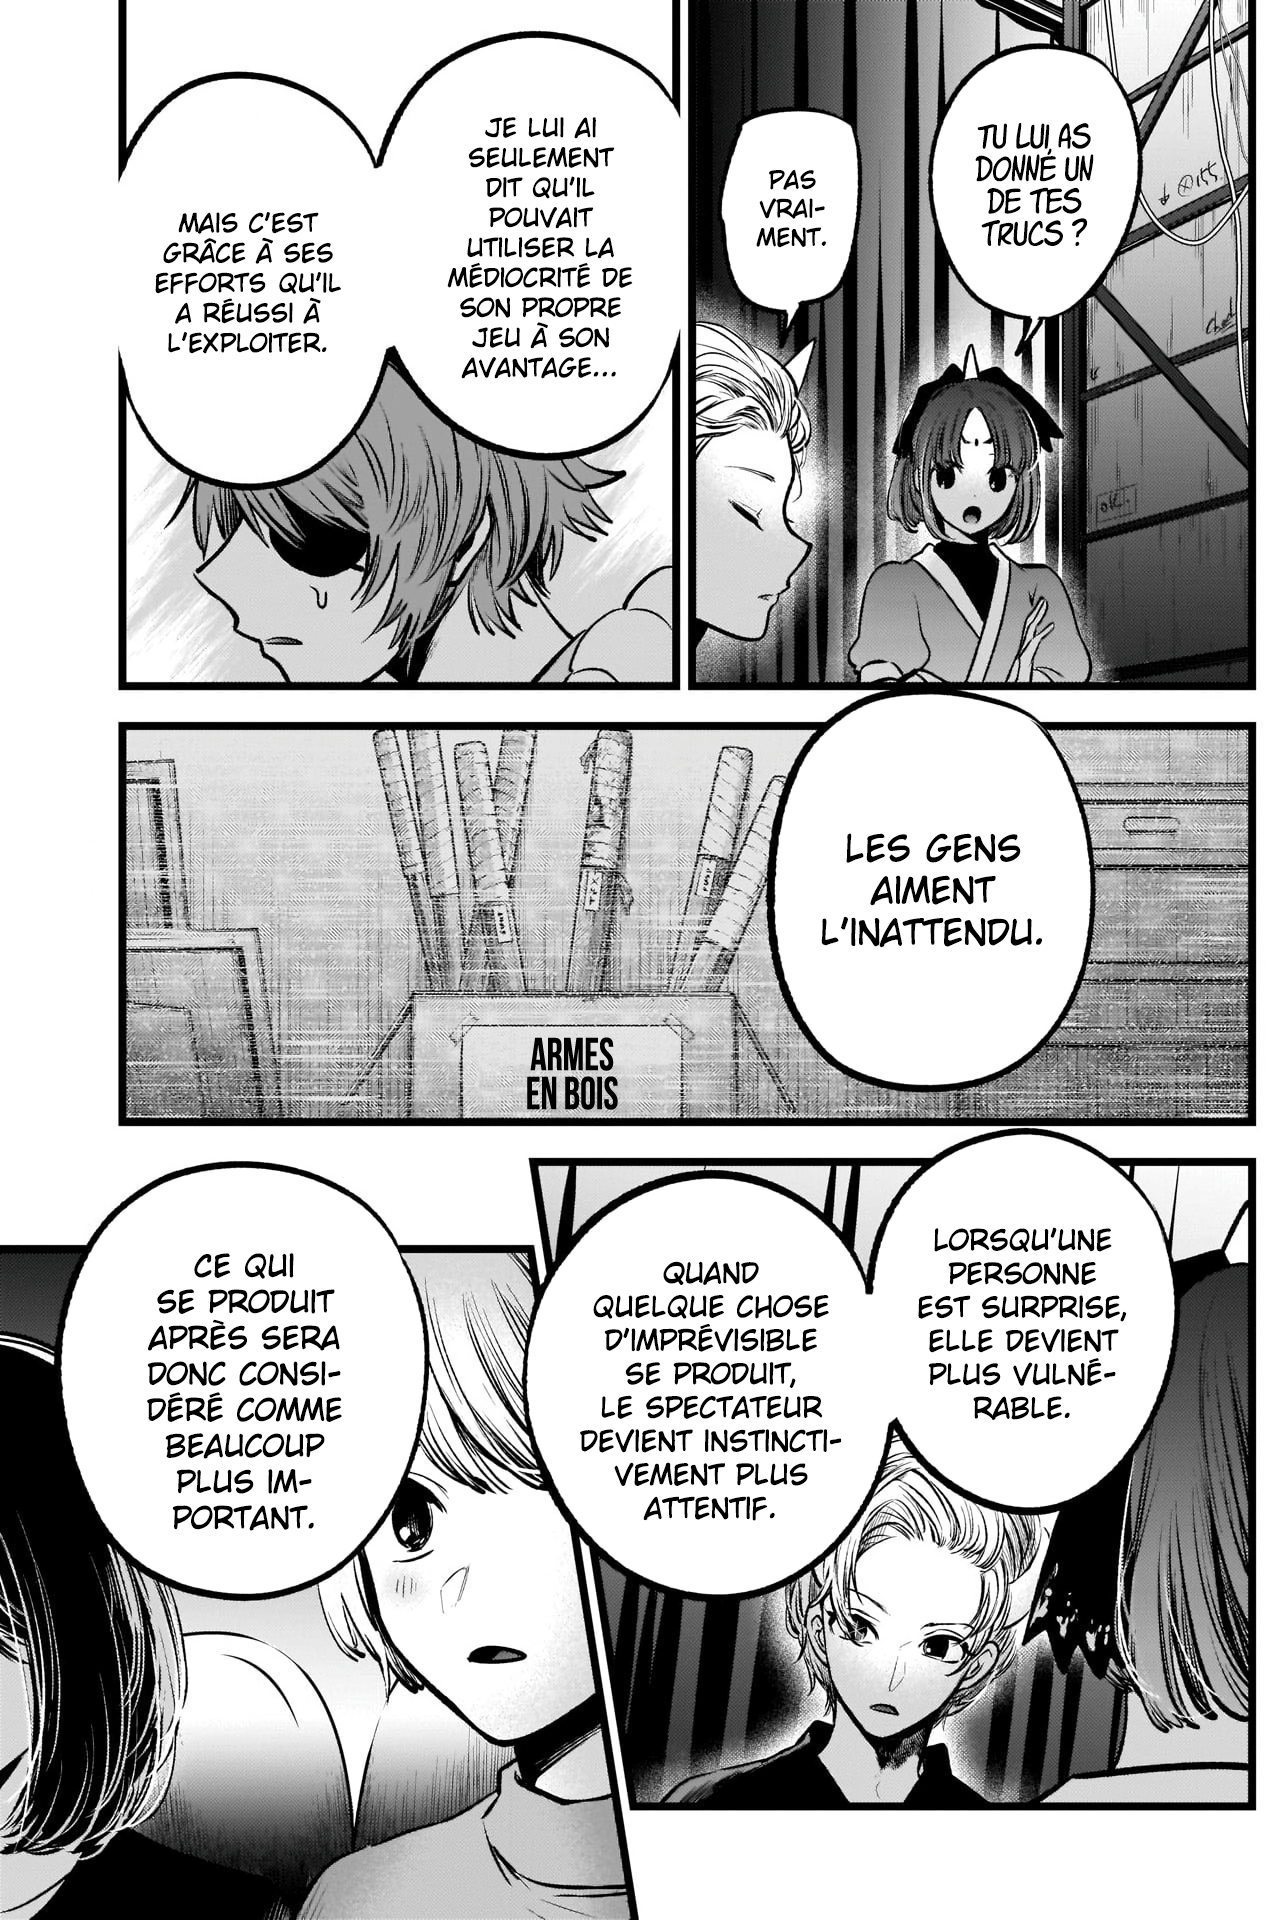 TU LUI AS
DONNÉ UN
DE TES
TRUCS ?
PAS
VRAI-
MENT.
JE LUI AI
SEULEMENT
DIT QU'IL
POUVAIT
UTILISER LA
MÉDIOCRITÉ DE
SON PROPRE
JEU À SON
AVANTAGE...
MAIS C'EST
GRÂCE À SES
EFFORTS QU'IL
A RÉUSSI À
L'EXPLOITER.
LES GENS
AIMENT
L'INATTENDU.
ARMES
EN BOIS
LORSQU'UNE
PERSONNE
EST SURPRISE,
ELLE DEVIENT
PLUS VULNÉ-
RABLE.
QUAND
QUELQUE CHOSE
D'IMPRÉVISIBLE
SE PRODUIT,
LE SPECTATEUR
DEVIENT INSTINCTI-
VEMENT PLUS
ATTENTIF.
CE QUI
SE PRODUIT
APRÈS SERA
DONC CONSI-
DÉRÉ COMME
BEAUCOUP
PLUS IM-
PORTANT.